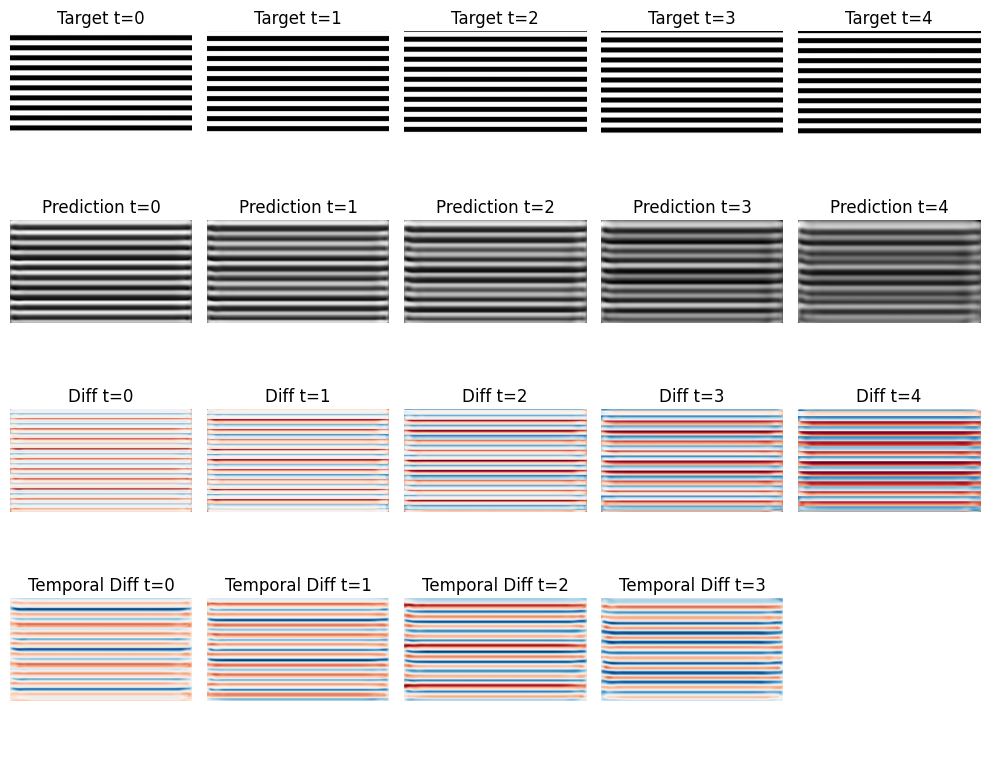 Target t=0 Target t=1 Target t=2 Target t=3 Target t=4
Prediction t=0 Prediction t=1 Prediction t=2 Prediction t=3 Prediction t=4
Diff t=0 Diff t=1 Diff t=2 Diff t=3 Diff t=4
Temporal Diff t=0 Temporal Diff t=1 Temporal Diff t=2 Temporal Diff t=3